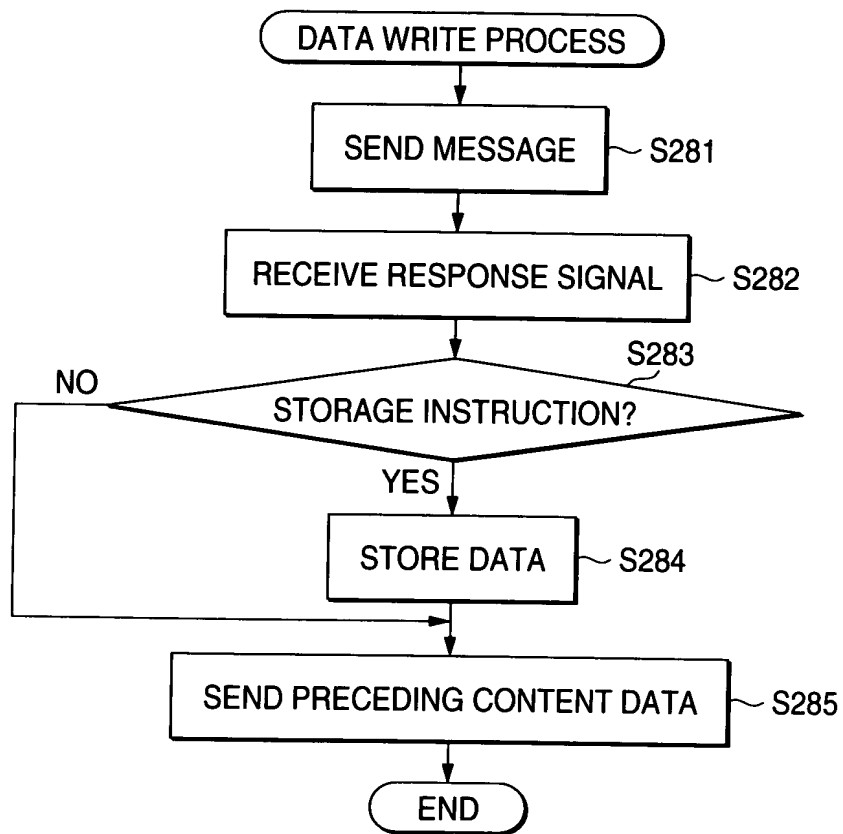 DATA WRITE PROCESS
SEND MESSAGE
S281
RECEIVE RESPONSE SIGNAL
S282
S283
NO
STORAGE INSTRUCTION?
YES
STORE DATA
S284
SEND PRECEDING CONTENT DATA
S285
END